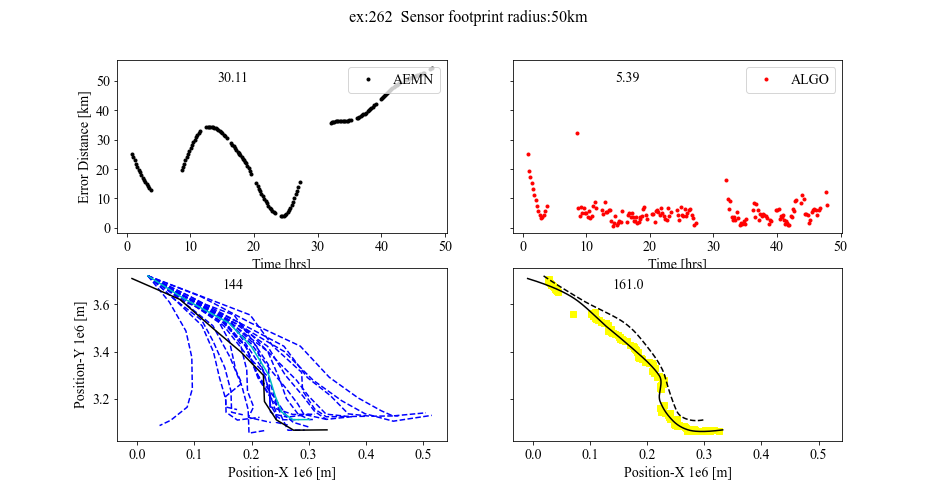 ex:262  Sensor footprint radius:50km
30.11
AEMN
5.39
ALGO
Error Distance [km]
50
40
30
20
10
0
0 10 20 30 40 50
0 10 20 30 40 50
Time [hrs]
Time [hrs]
144
161.0
Position-Y 1e6 [m]
3.6
3.4
3.2
0.0 0.1 0.2 0.3 0.4 0.5
0.0 0.1 0.2 0.3 0.4 0.5
Position-X 1e6 [m]
Position-X 1e6 [m]